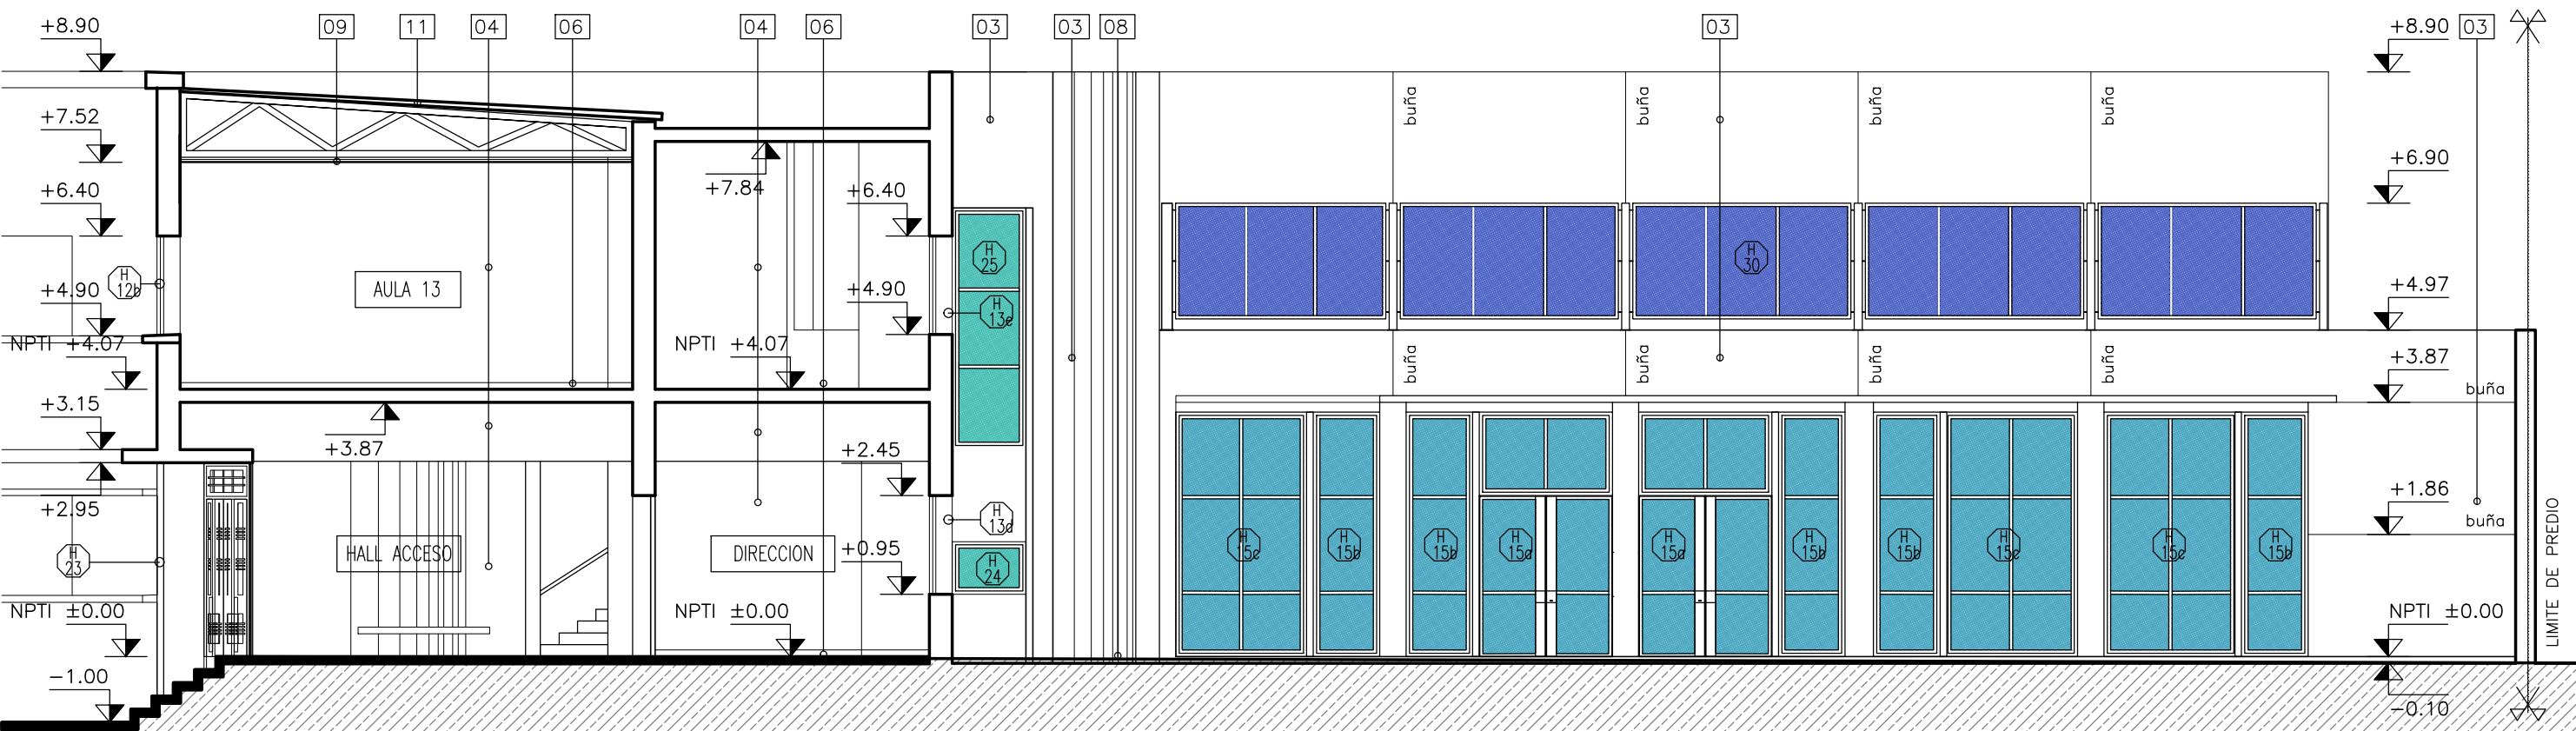 09
11
04
06
04
06
03
03
08
03
03
+8.90
+7.52
+6.40
+4.90
NPTI +4.07
+3.15
+2.95
NPTI ±0.00
-1.00
H
12b
H
23
AULA 13
+3.87
HALL ACCESO
+7.84
NPTI +4.07
DIRECCION
NPTI ±0.00
+6.40
+4.90
+2.45
+0.95
H
25
H
13e
H
13d
H
24
buña
buña
buña
buña
H
30
buña
buña
buña
buña
H
15c
H
15b
H
15b
H
15a
H
15a
H
15b
H
15b
H
15c
H
15c
H
15b
+8.90
+6.90
+4.97
+3.87
buña
+1.86
buña
NPTI ±0.00
-0.10
LIMITE DE PREDIO